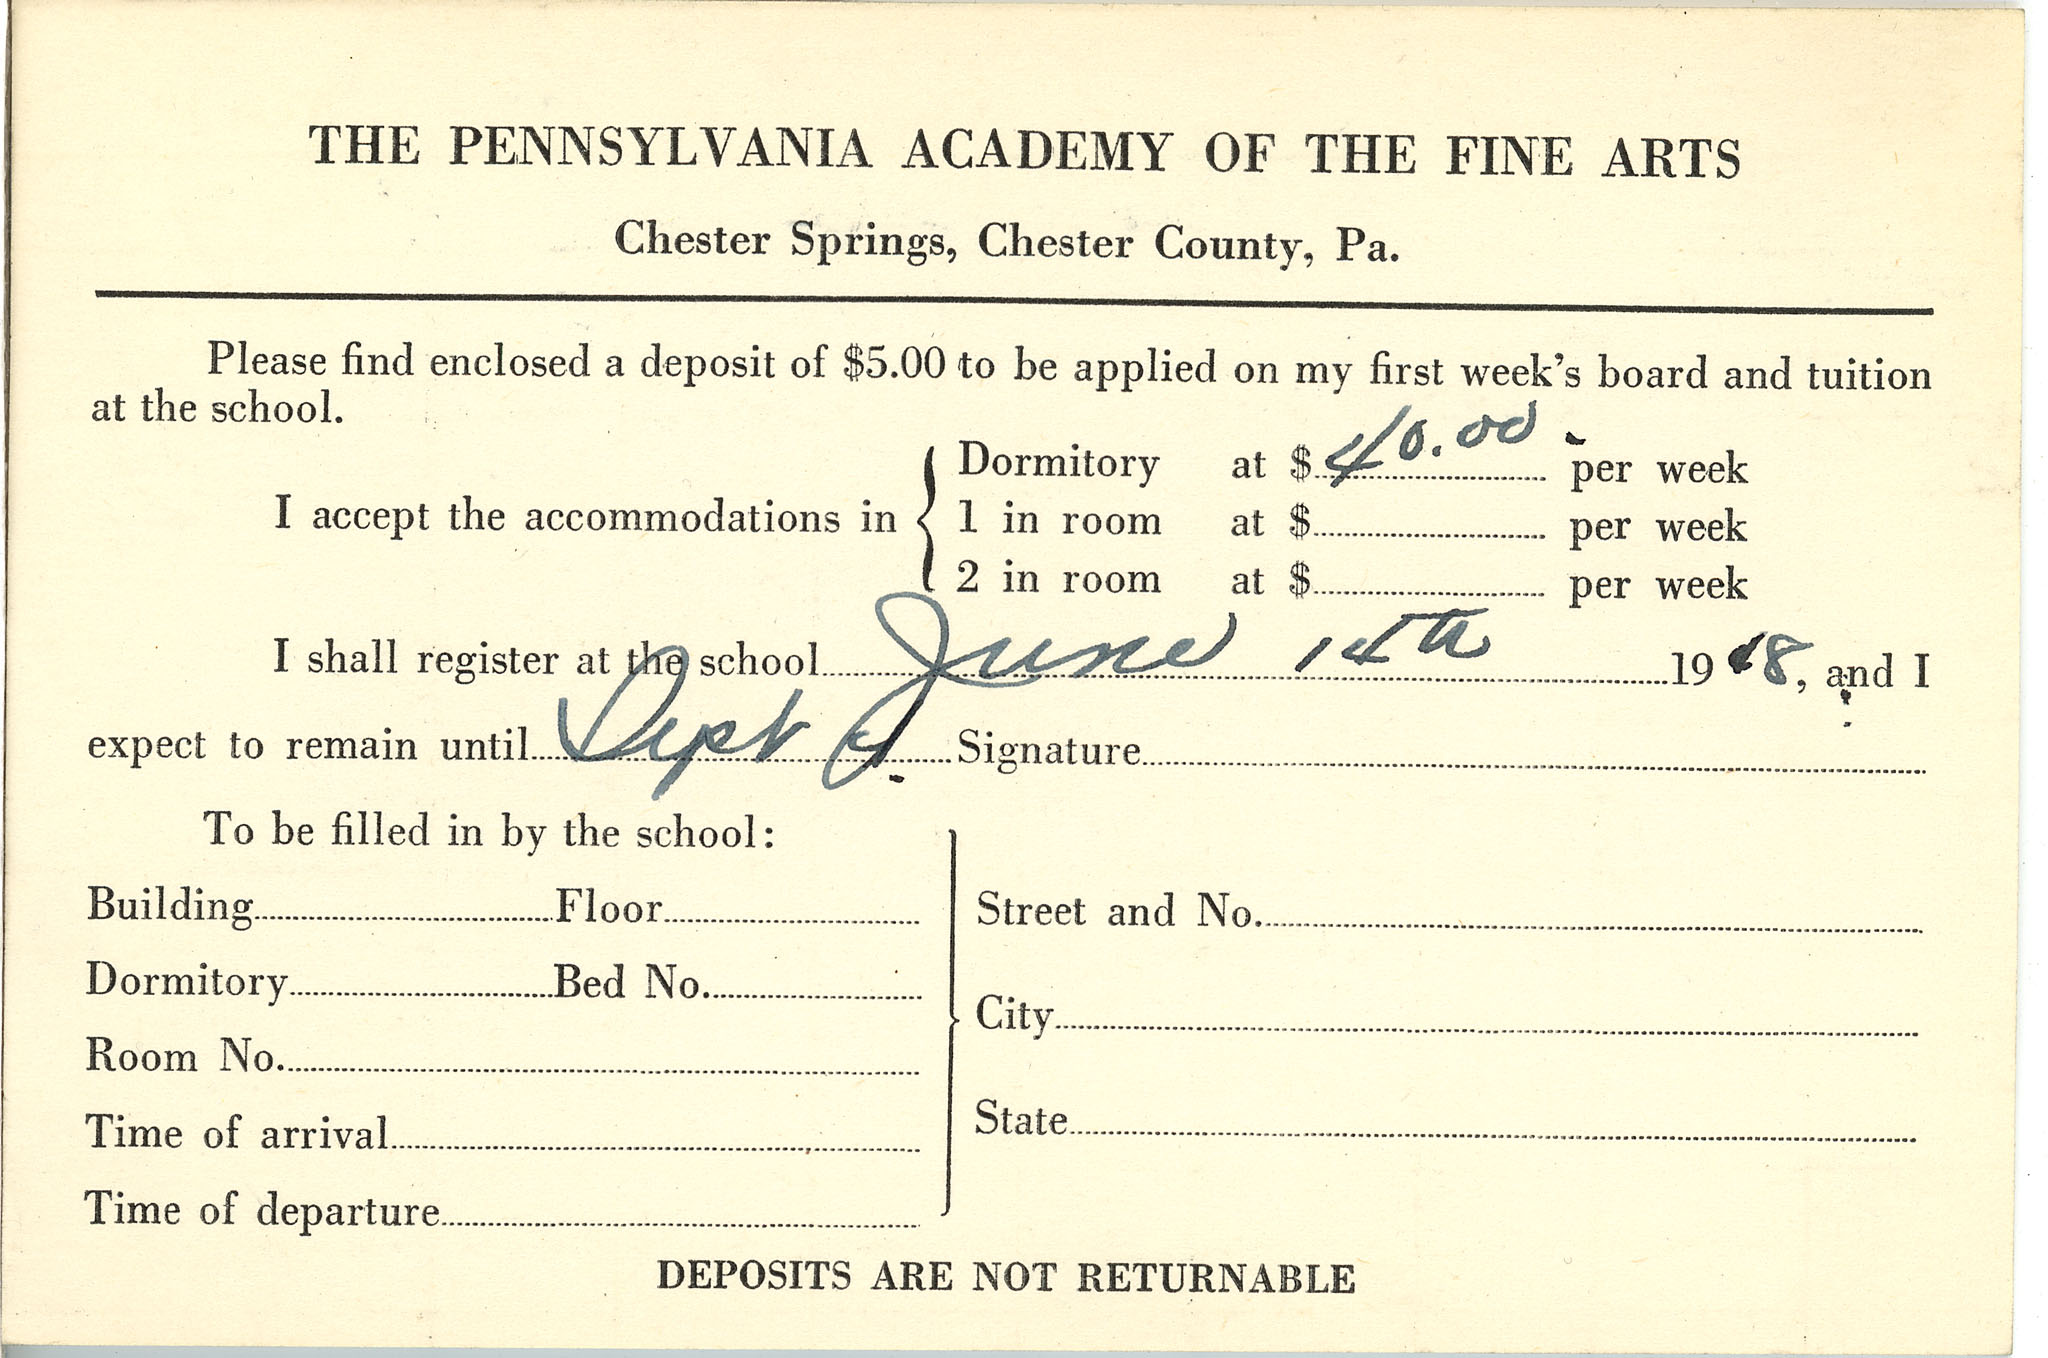 THE PENNSYLVANIA ACADEMY OF THE FINE ARTS
Chester Springs, Chester County, Pa.
Please find enclosed a deposit of $5.00 to be applied on my first week's board and tuition
at the school.
I accept the accommodations in
Dormitory at $ 40.00 per week
1 in room at $ per week
2 in room at $ per week
I shall register at the school June 14th 19 48, and I
expect to remain until Sept Signature
To be filled in by the school:
Building Floor
Dormitory Bed No.
Room No.
Time of arrival
Time of departure
Street and No.
City
State
DEPOSITS ARE NOT RETURNABLE